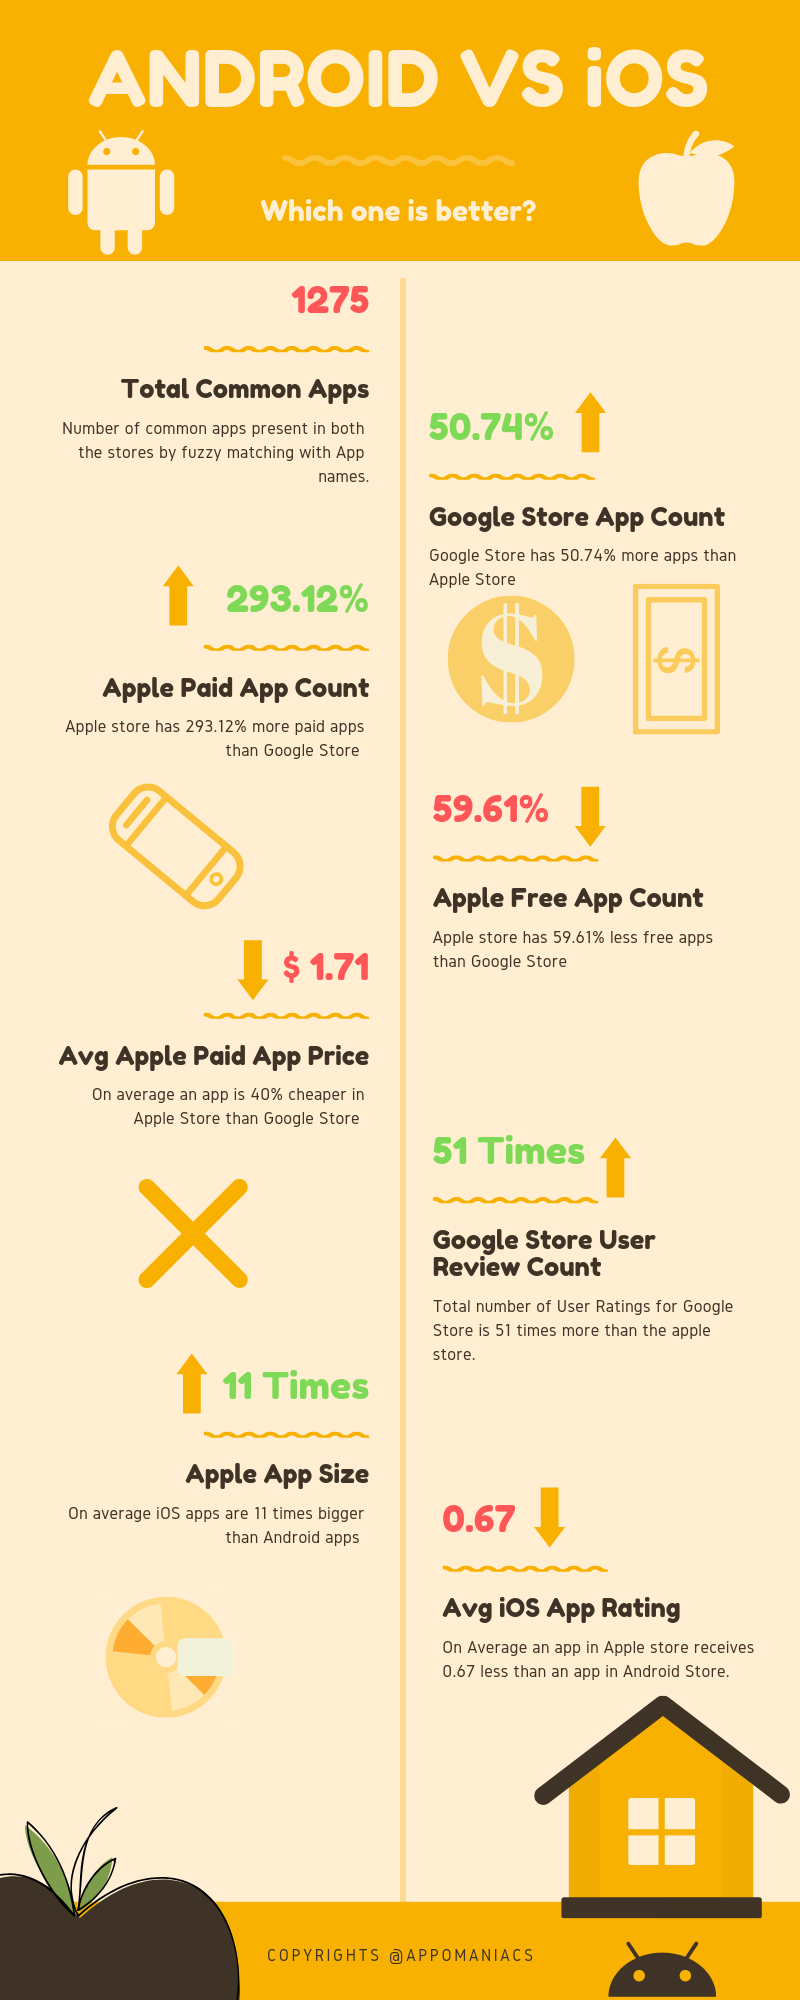 ANDROID VS iOS
Which one is better?
1275
Total Common Apps
Number of common apps present in both
the stores by fuzzy matching with App
names.
50.74%
Google Store App Count
Google Store has 50.74% more apps than
Apple Store
293.12%
Apple Paid App Count
Apple store has 293.12% more paid apps
than Google Store
$
$
59.61%
Apple Free App Count
Apple store has 59.61% less free apps
than Google Store
$ 1.71
Avg Apple Paid App Price
On average an app is 40% cheaper in
Apple Store than Google Store
51 Times
Google Store User
Review Count
Total number of User Ratings for Google
Store is 51 times more than the apple
store.
11 Times
Apple App Size
On average iOS apps are 11 times bigger
than Android apps
0.67
Avg iOS App Rating
On Average an app in Apple store receives
0.67 less than an app in Android Store.
COPYRIGHTS @APPOMANIACS